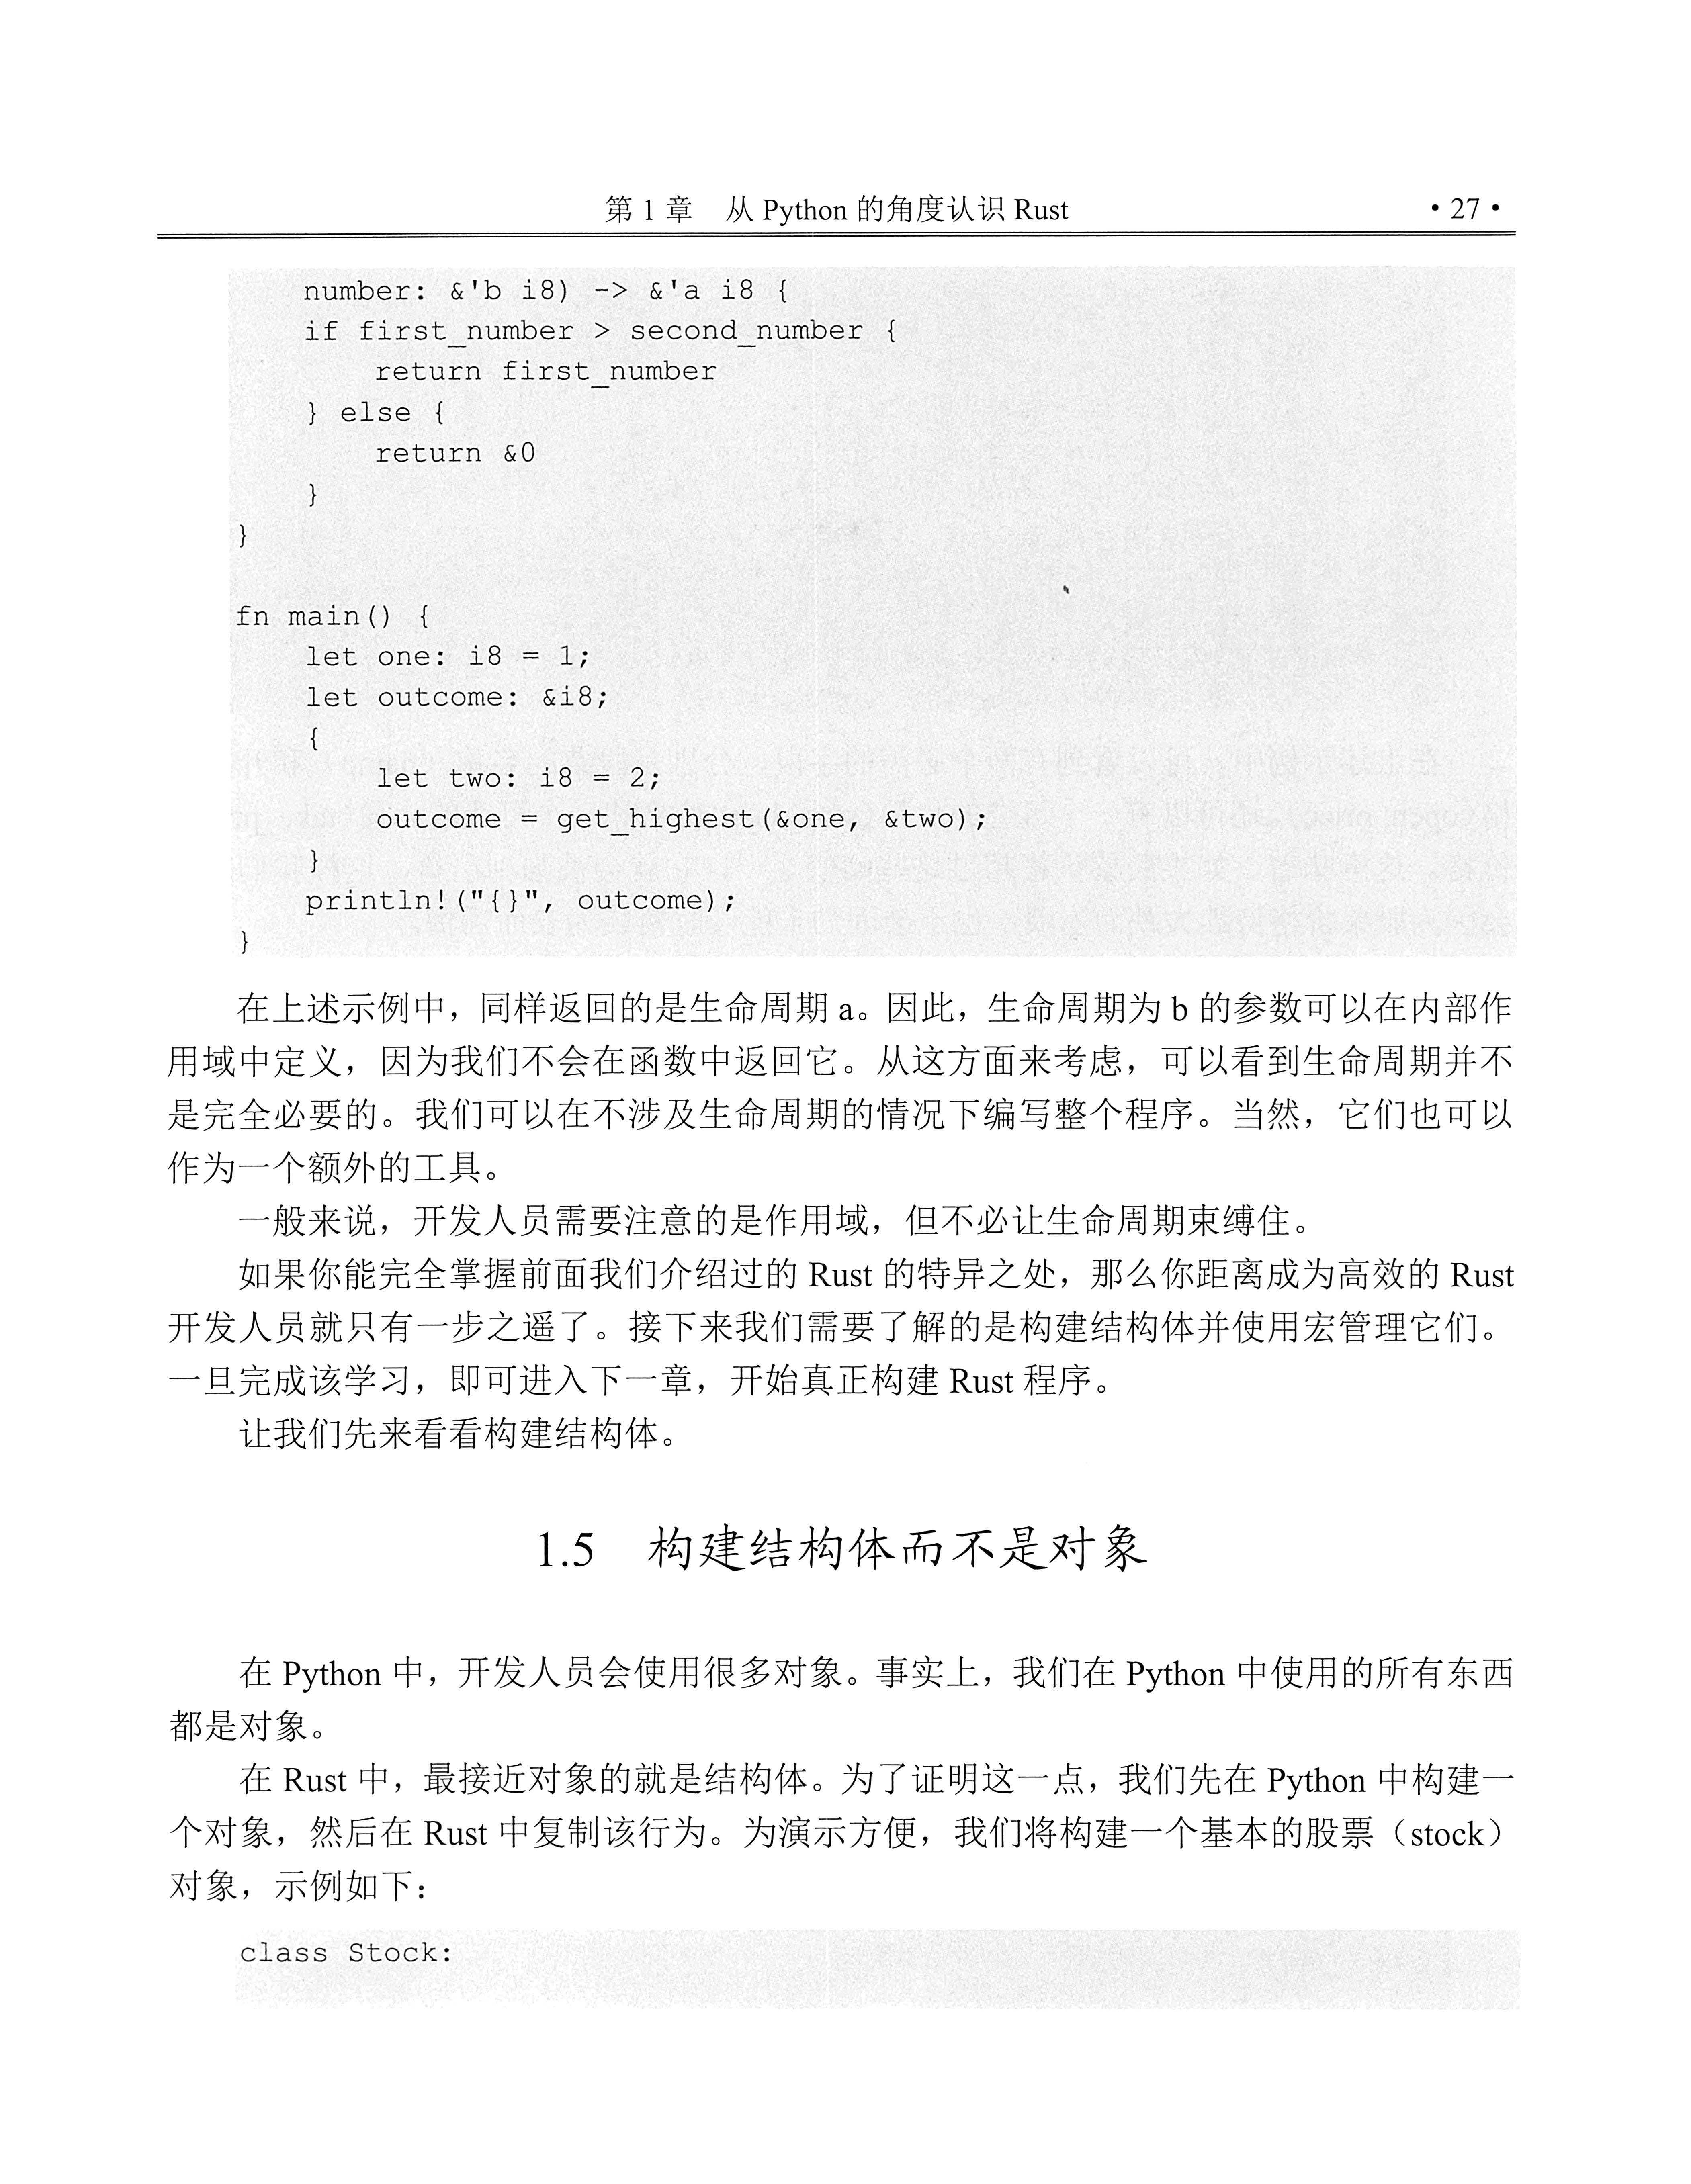 第 1 章 从 Python 的角度认识 Rust · 27 ·
    number: &'b i8) -> &'a i8 {
    if first_number > second_number {
        return first_number
    } else {
        return &0
    }
}
fn main() {
    let one: i8 = 1;
    let outcome: &i8;
    {
        let two: i8 = 2;
        outcome = get_highest(&one, &two);
    }
    println!("{}", outcome);
}
在上述示例中，同样返回的是生命周期 a。因此，生命周期为 b 的参数可以在内部作
用域中定义，因为我们不会在函数中返回它。从这方面来考虑，可以看到生命周期并不
是完全必要的。我们可以在不涉及生命周期的情况下编写整个程序。当然，它们也可以
作为一个额外的工具。
一般来说，开发人员需要注意的是作用域，但不必让生命周期束缚住。
如果你能完全掌握前面我们介绍过的 Rust 的特异之处，那么你距离成为高效的 Rust
开发人员就只有一步之遥了。接下来我们需要了解的是构建结构体并使用宏管理它们。
一旦完成该学习，即可进入下一章，开始真正构建 Rust 程序。
让我们先来看看构建结构体。
1.5 构建结构体而不是对象
在 Python 中，开发人员会使用很多对象。事实上，我们在 Python 中使用的所有东西
都是对象。
在 Rust 中，最接近对象的就是结构体。为了证明这一点，我们先在 Python 中构建一
个对象，然后在 Rust 中复制该行为。为演示方便，我们将构建一个基本的股票（stock）
对象，示例如下：
class Stock: